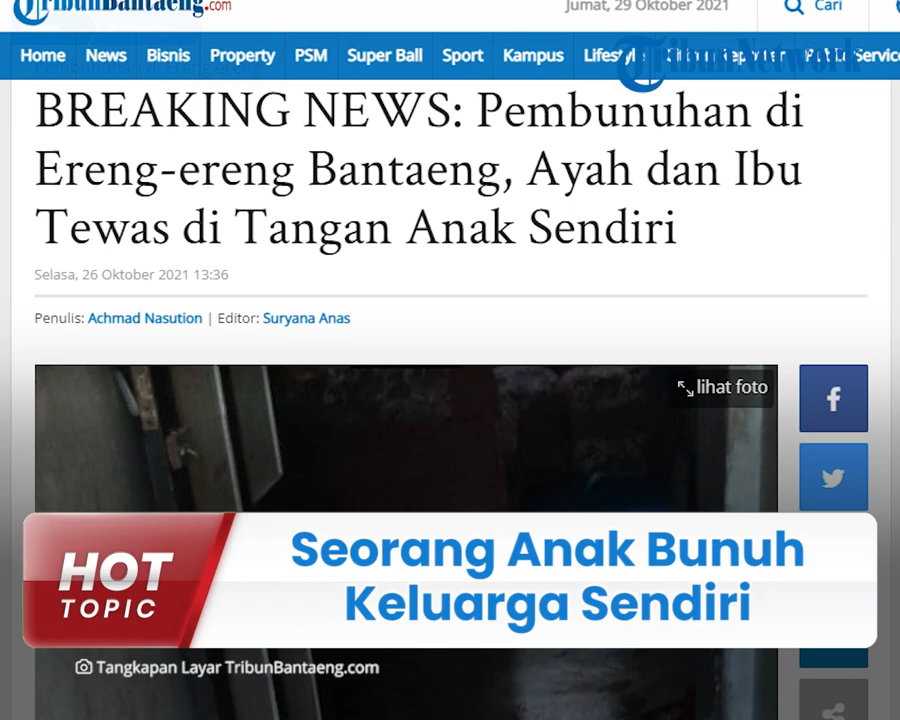 TribunBantaeng.com
Jumat, 29 Oktober 2021
Cari
Home News Bisnis Property PSM Super Ball Sport Kampus Lifestyle
TribunNetwork
BREAKING NEWS: Pembunuhan di
Ereng-ereng Bantaeng, Ayah dan Ibu
Tewas di Tangan Anak Sendiri
Selasa, 26 Oktober 2021 13:36
Penulis: Achmad Nasution | Editor: Suryana Anas
lihat foto
HOT
TOPIC
Seorang Anak Bunuh
Keluarga Sendiri
Tangkapan Layar TribunBantaeng.com